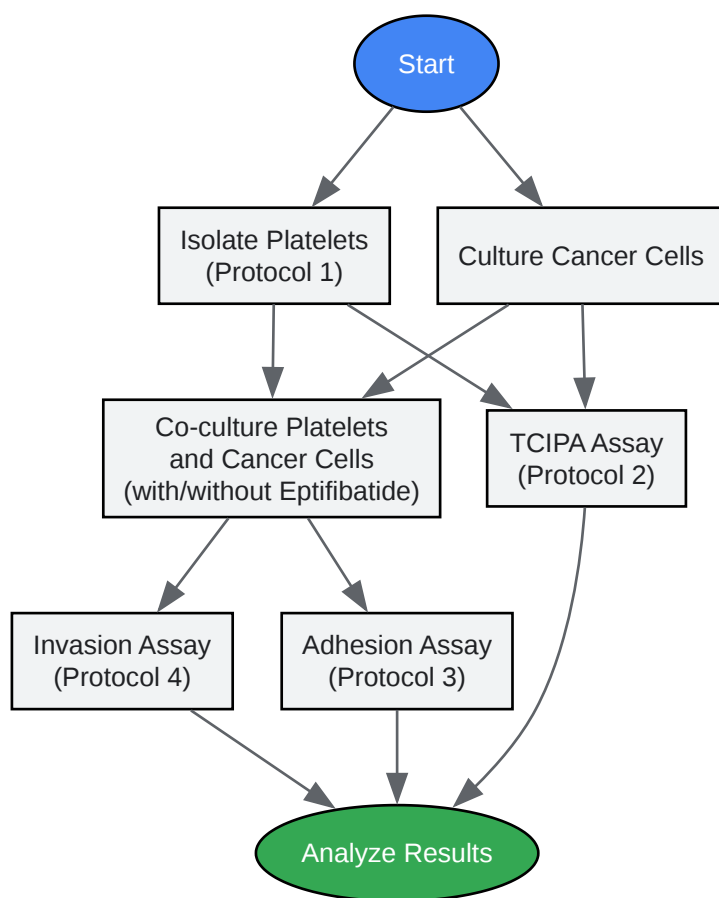 Start
Isolate Platelets
(Protocol 1)
Culture Cancer Cells
Co-culture Platelets
and Cancer Cells
(with/without Eptifibatide)
TCIPA Assay
(Protocol 2)
Invasion Assay
(Protocol 4)
Adhesion Assay
(Protocol 3)
Analyze Results